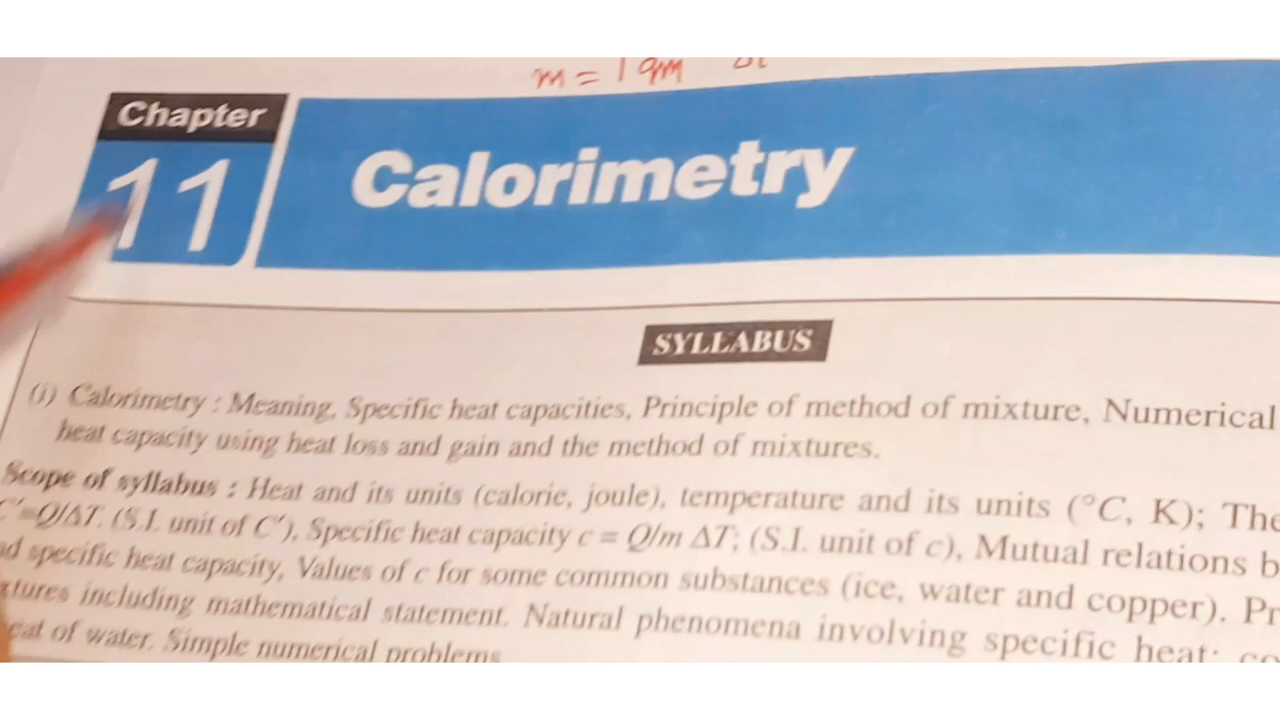 m = 1 gm
Chapter
11
Calorimetry
SYLLABUS
(i) Calorimetry : Meaning, Specific heat capacities, Principle of method of mixture, Numerical
heat capacity using heat loss and gain and the method of mixtures.
Scope of syllabus : Heat and its units (calorie, joule), temperature and its units (°C, K); The
C'=Q/ΔT. (S.I. unit of C'), Specific heat capacity c = Q/m ΔT; (S.I. unit of c), Mutual relations b
specific heat capacity, Values of c for some common substances (ice, water and copper). Pr
including mathematical statement. Natural phenomena involving specific heat;
of water. Simple numerical problems